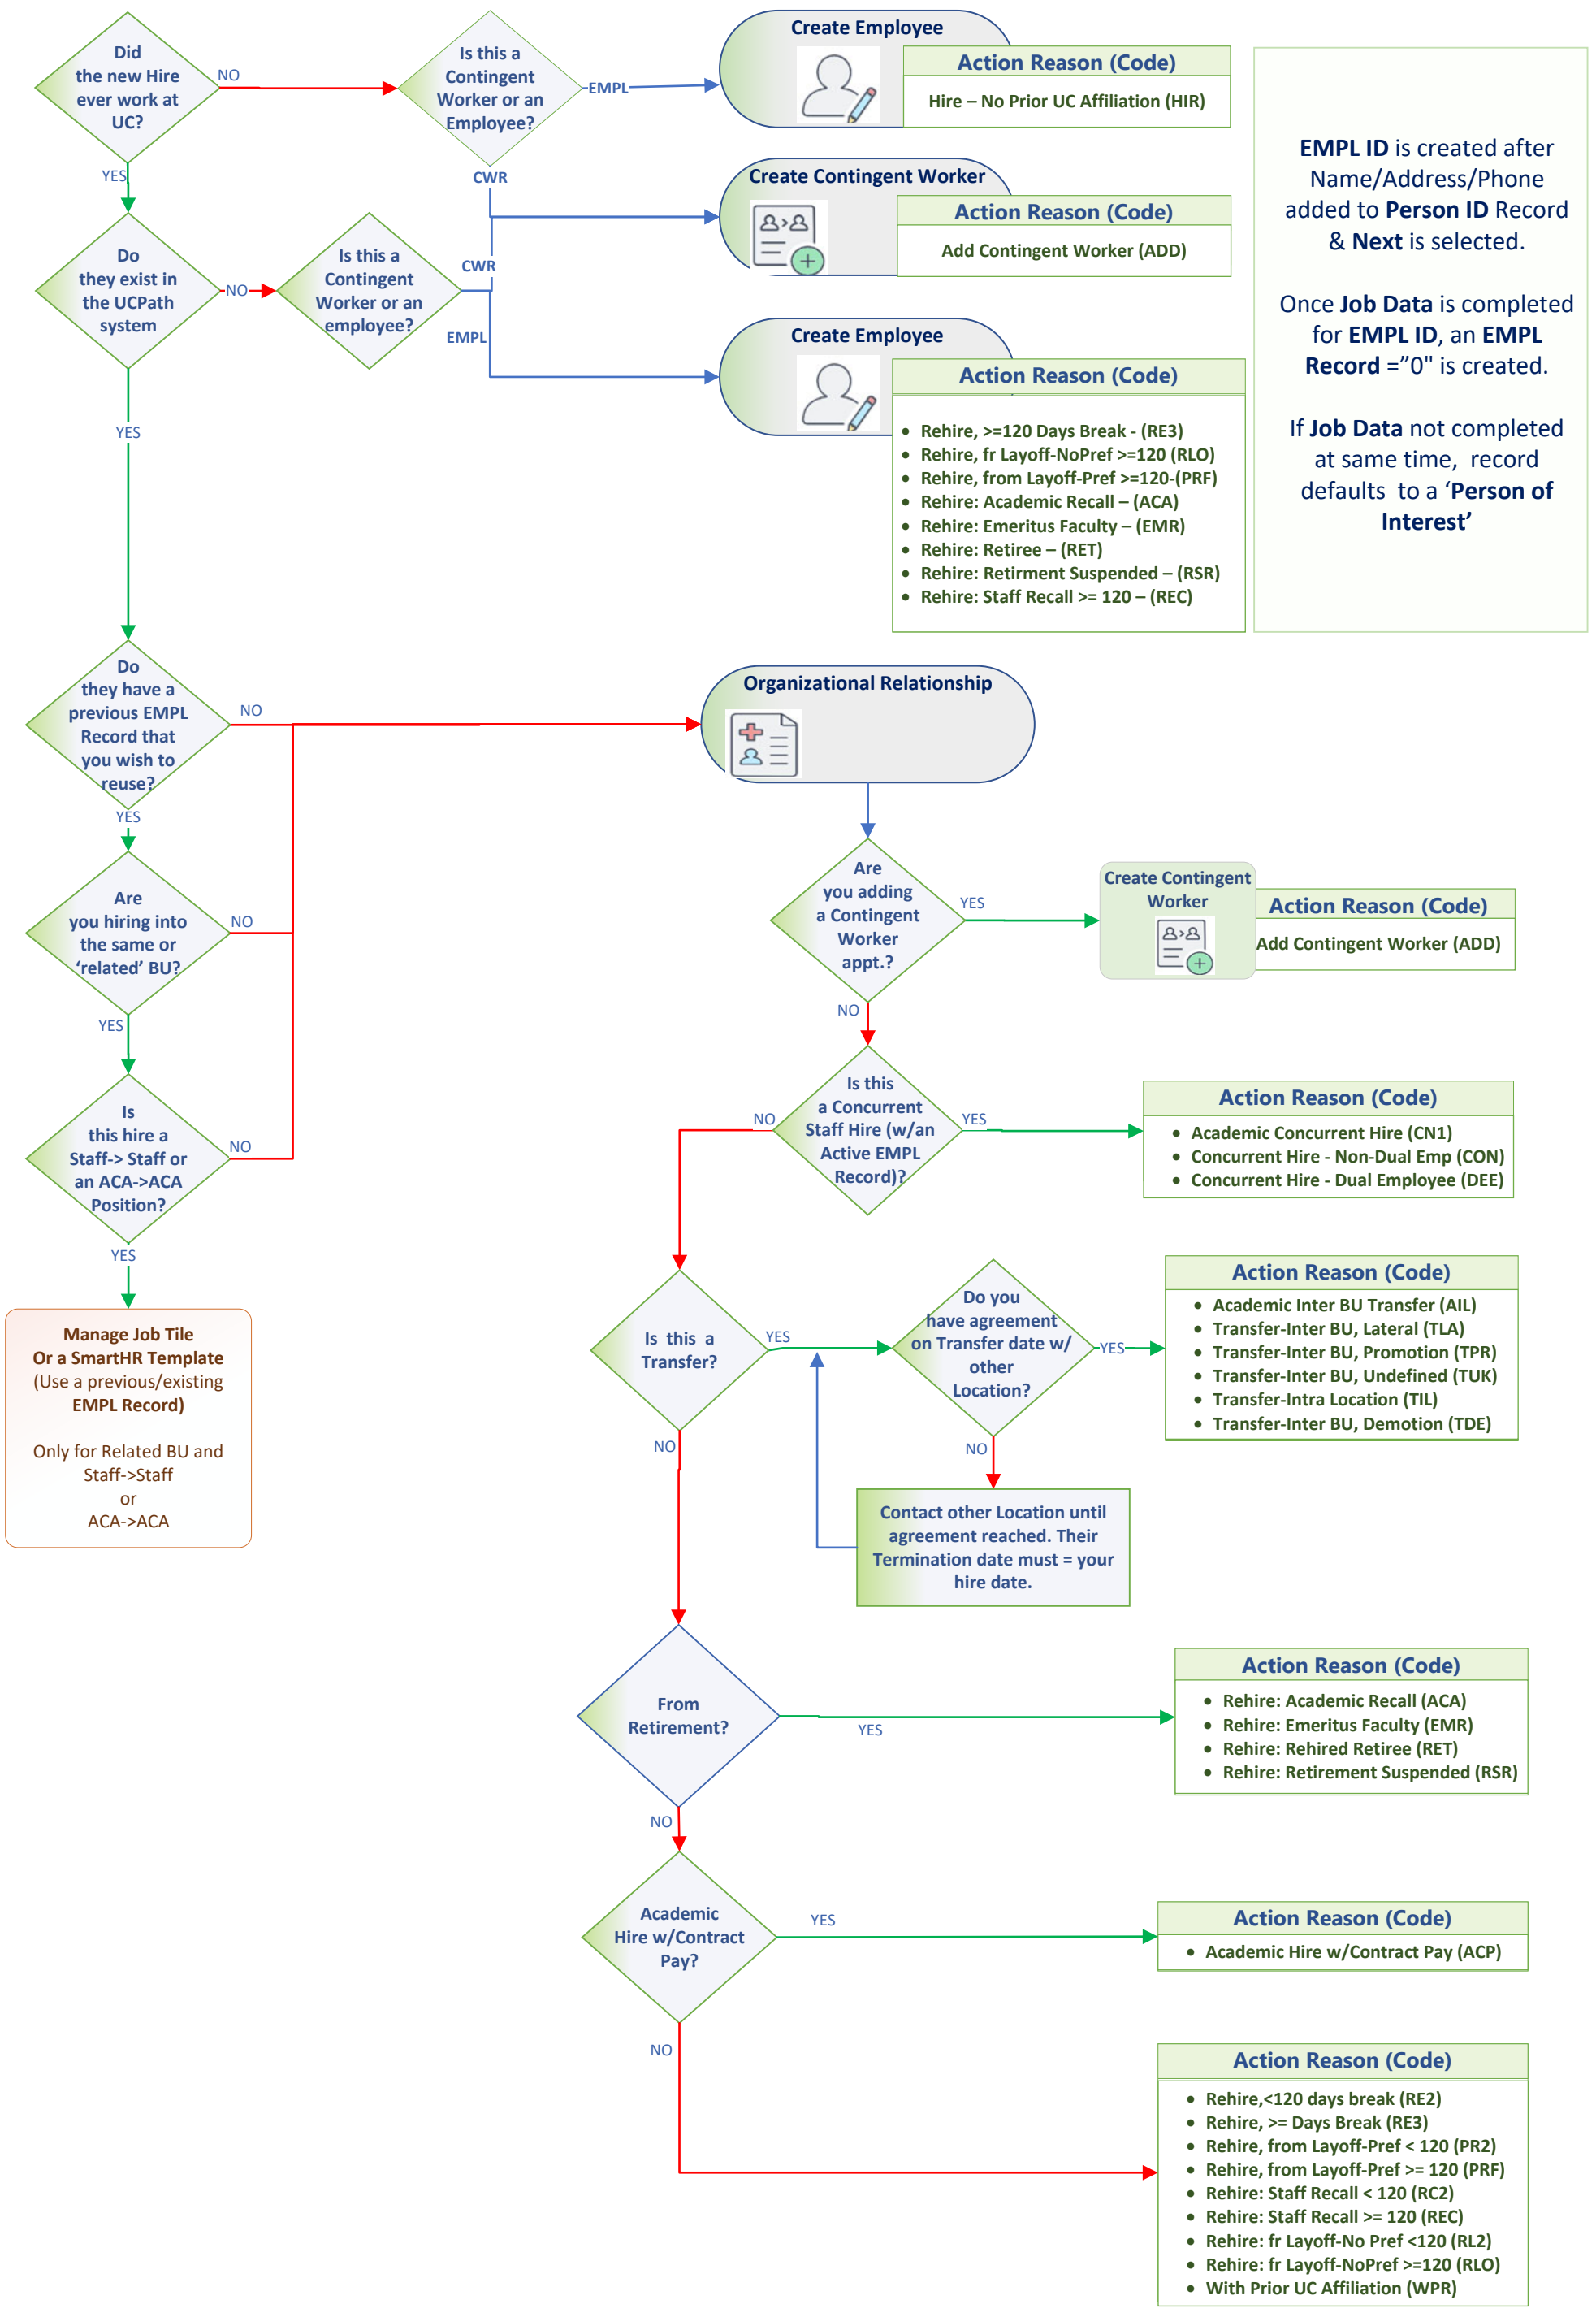 Did
the new Hire
ever work at
UC?
NO
YES
Is this a
Contingent
Worker or an
Employee?
EMPL
CWR
Create Employee
Action Reason (Code)
Hire – No Prior UC Affiliation (HIR)
Create Contingent Worker
Action Reason (Code)
Add Contingent Worker (ADD)
Do
they exist in
the UCPath
system
NO
YES
Is this a
Contingent
Worker or an
employee?
CWR
EMPL
Create Employee
Action Reason (Code)
• Rehire, >=120 Days Break - (RE3)
• Rehire, fr Layoff-NoPref >=120 (RLO)
• Rehire, from Layoff-Pref >=120-(PRF)
• Rehire: Academic Recall – (ACA)
• Rehire: Emeritus Faculty – (EMR)
• Rehire: Retiree – (RET)
• Rehire: Retirment Suspended – (RSR)
• Rehire: Staff Recall >= 120 – (REC)
EMPL ID is created after
Name/Address/Phone
added to Person ID Record
& Next is selected.
Once Job Data is completed
for EMPL ID, an EMPL
Record =”0" is created.
If Job Data not completed
at same time, record
defaults to a ‘Person of
Interest’
Do
they have a
previous EMPL
Record that
you wish to
reuse?
NO
YES
Are
you hiring into
the same or
‘related’ BU?
NO
YES
Is
this hire a
Staff-> Staff or
an ACA->ACA
Position?
NO
YES
Manage Job Tile
Or a SmartHR Template
(Use a previous/existing
EMPL Record)
Only for Related BU and
Staff->Staff
or
ACA->ACA
Organizational Relationship
Are
you adding
a Contingent
Worker
appt.?
YES
NO
Create Contingent
Worker
Action Reason (Code)
Add Contingent Worker (ADD)
Is this
a Concurrent
Staff Hire (w/an
Active EMPL
Record)?
NO
YES
Action Reason (Code)
• Academic Concurrent Hire (CN1)
• Concurrent Hire - Non-Dual Emp (CON)
• Concurrent Hire - Dual Employee (DEE)
Is this a
Transfer?
YES
NO
Do you
have agreement
on Transfer date w/
other
Location?
YES
NO
Action Reason (Code)
• Academic Inter BU Transfer (AIL)
• Transfer-Inter BU, Lateral (TLA)
• Transfer-Inter BU, Promotion (TPR)
• Transfer-Inter BU, Undefined (TUK)
• Transfer-Intra Location (TIL)
• Transfer-Inter BU, Demotion (TDE)
Contact other Location until
agreement reached. Their
Termination date must = your
hire date.
From
Retirement?
YES
NO
Action Reason (Code)
• Rehire: Academic Recall (ACA)
• Rehire: Emeritus Faculty (EMR)
• Rehire: Rehired Retiree (RET)
• Rehire: Retirement Suspended (RSR)
Academic
Hire w/Contract
Pay?
YES
NO
Action Reason (Code)
• Academic Hire w/Contract Pay (ACP)
Action Reason (Code)
• Rehire,<120 days break (RE2)
• Rehire, >= Days Break (RE3)
• Rehire, from Layoff-Pref < 120 (PR2)
• Rehire, from Layoff-Pref >= 120 (PRF)
• Rehire: Staff Recall < 120 (RC2)
• Rehire: Staff Recall >= 120 (REC)
• Rehire: fr Layoff-No Pref <120 (RL2)
• Rehire: fr Layoff-NoPref >=120 (RLO)
• With Prior UC Affiliation (WPR)